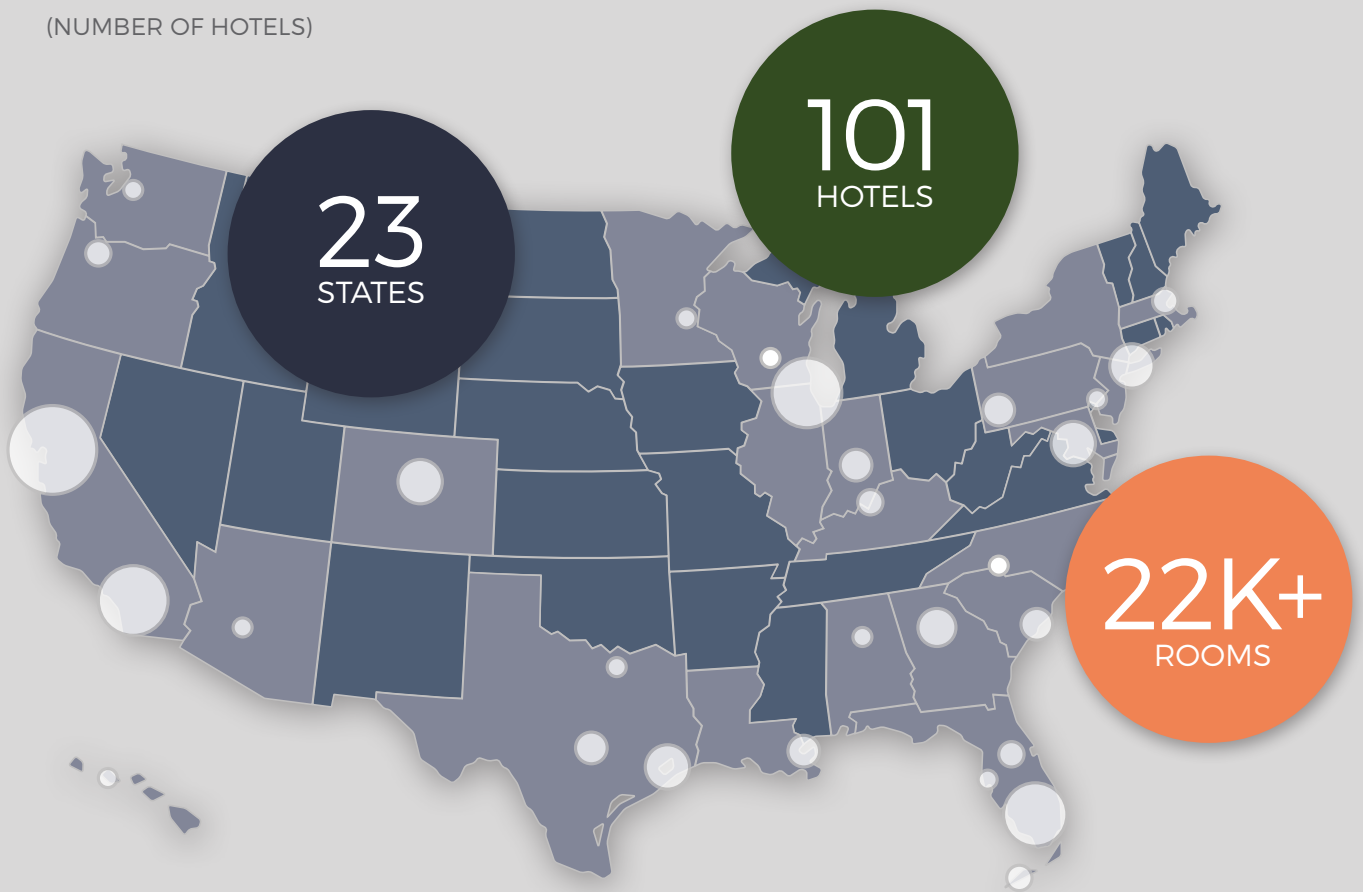 (NUMBER OF HOTELS)
101
HOTELS
23
STATES
22K+
ROOMS